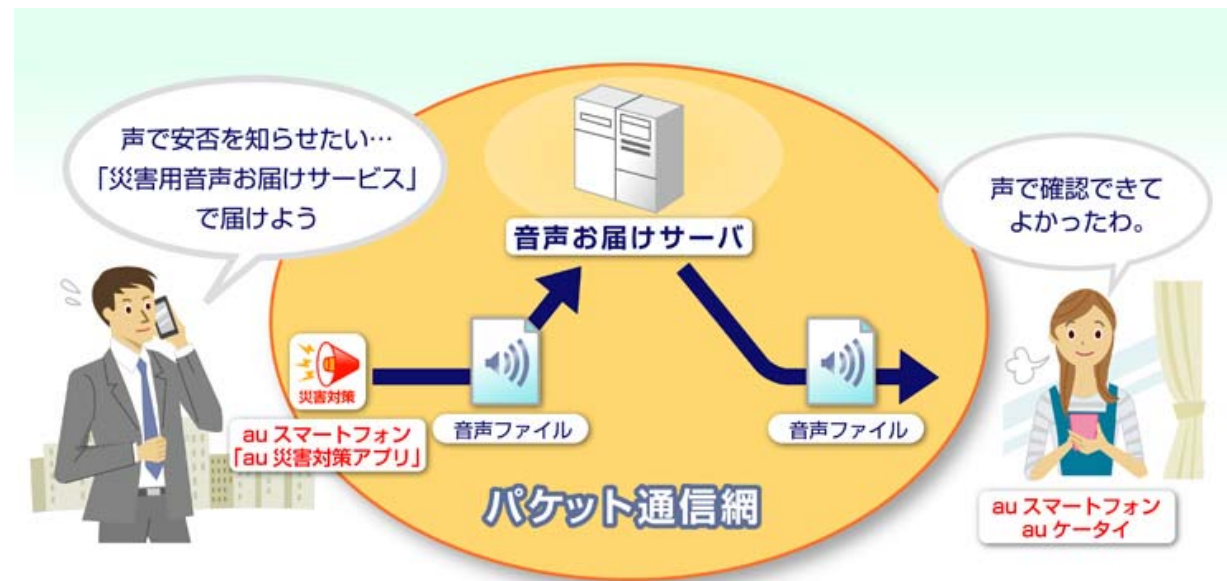 声で安否を知らせたい…
「災害用音声お届けサービス」
で届けよう
音声お届けサーバ
声で確認できて
よかったわ。
災害対策
au スマートフォン
「au 災害対策アプリ」
音声ファイル
音声ファイル
パケット通信網
au スマートフォン
au ケータイ